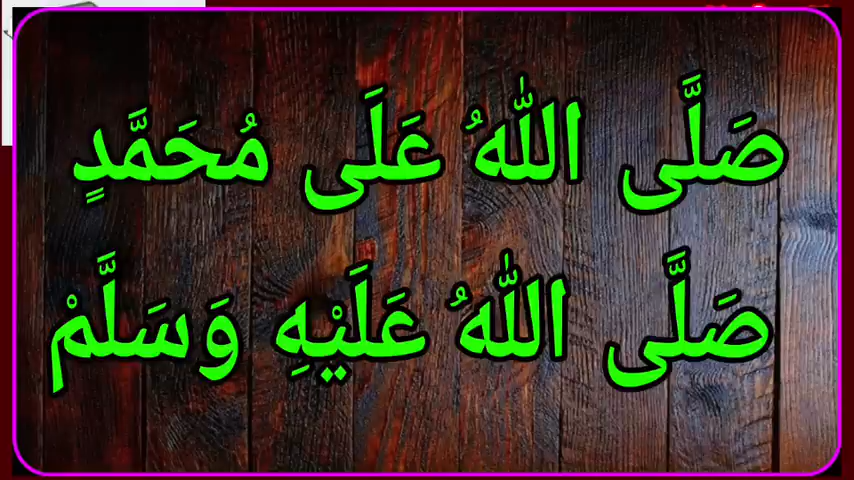 صَلَّى اللّٰهُ عَلَى مُحَمَّدٍ
صَلَّى اللّٰهُ عَلَيْهِ وَسَلَّمْ